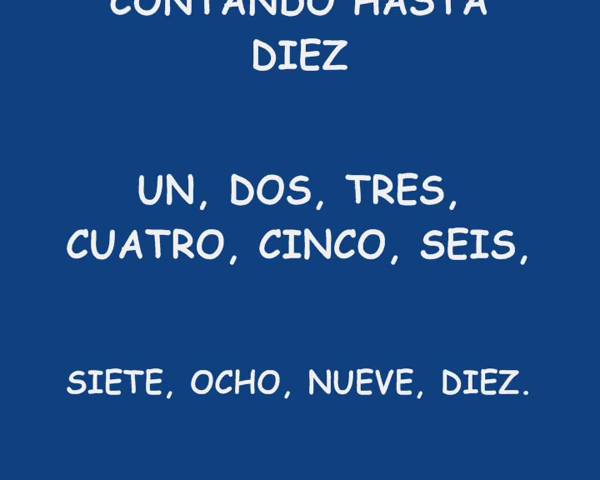 CONTANDO HASTA
DIEZ
UN, DOS, TRES,
CUATRO, CINCO, SEIS,
SIETE, OCHO, NUEVE, DIEZ.